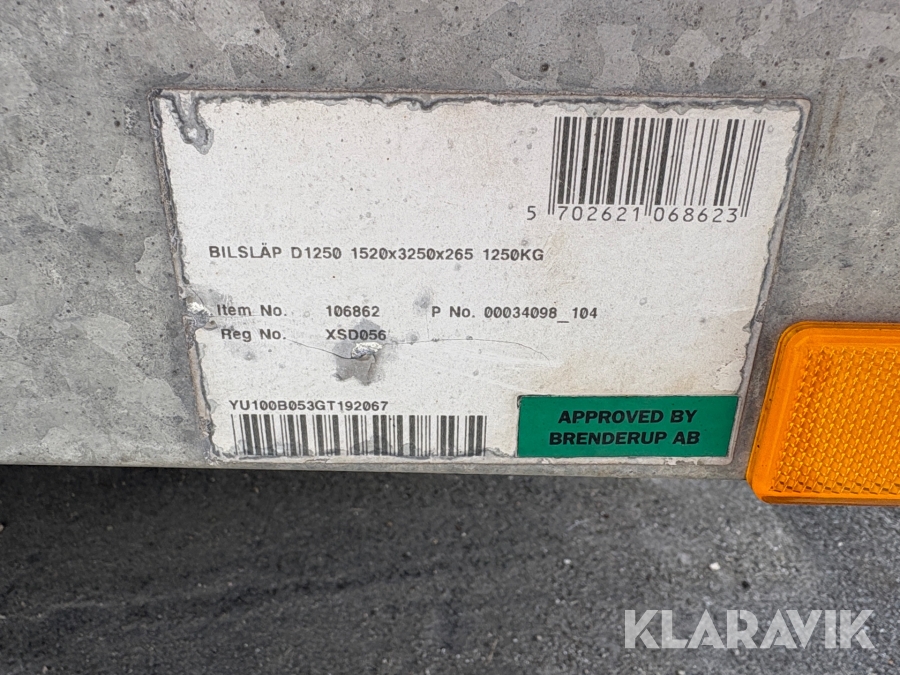 5 702621 068623
BILSLÄP D1250 1520x3250x265 1250KG
Item No. 106862 P No. 00034098_104
Reg No. XSD056
YU100B053GT192067
APPROVED BY
BRENDERUP AB
KLARAVIK